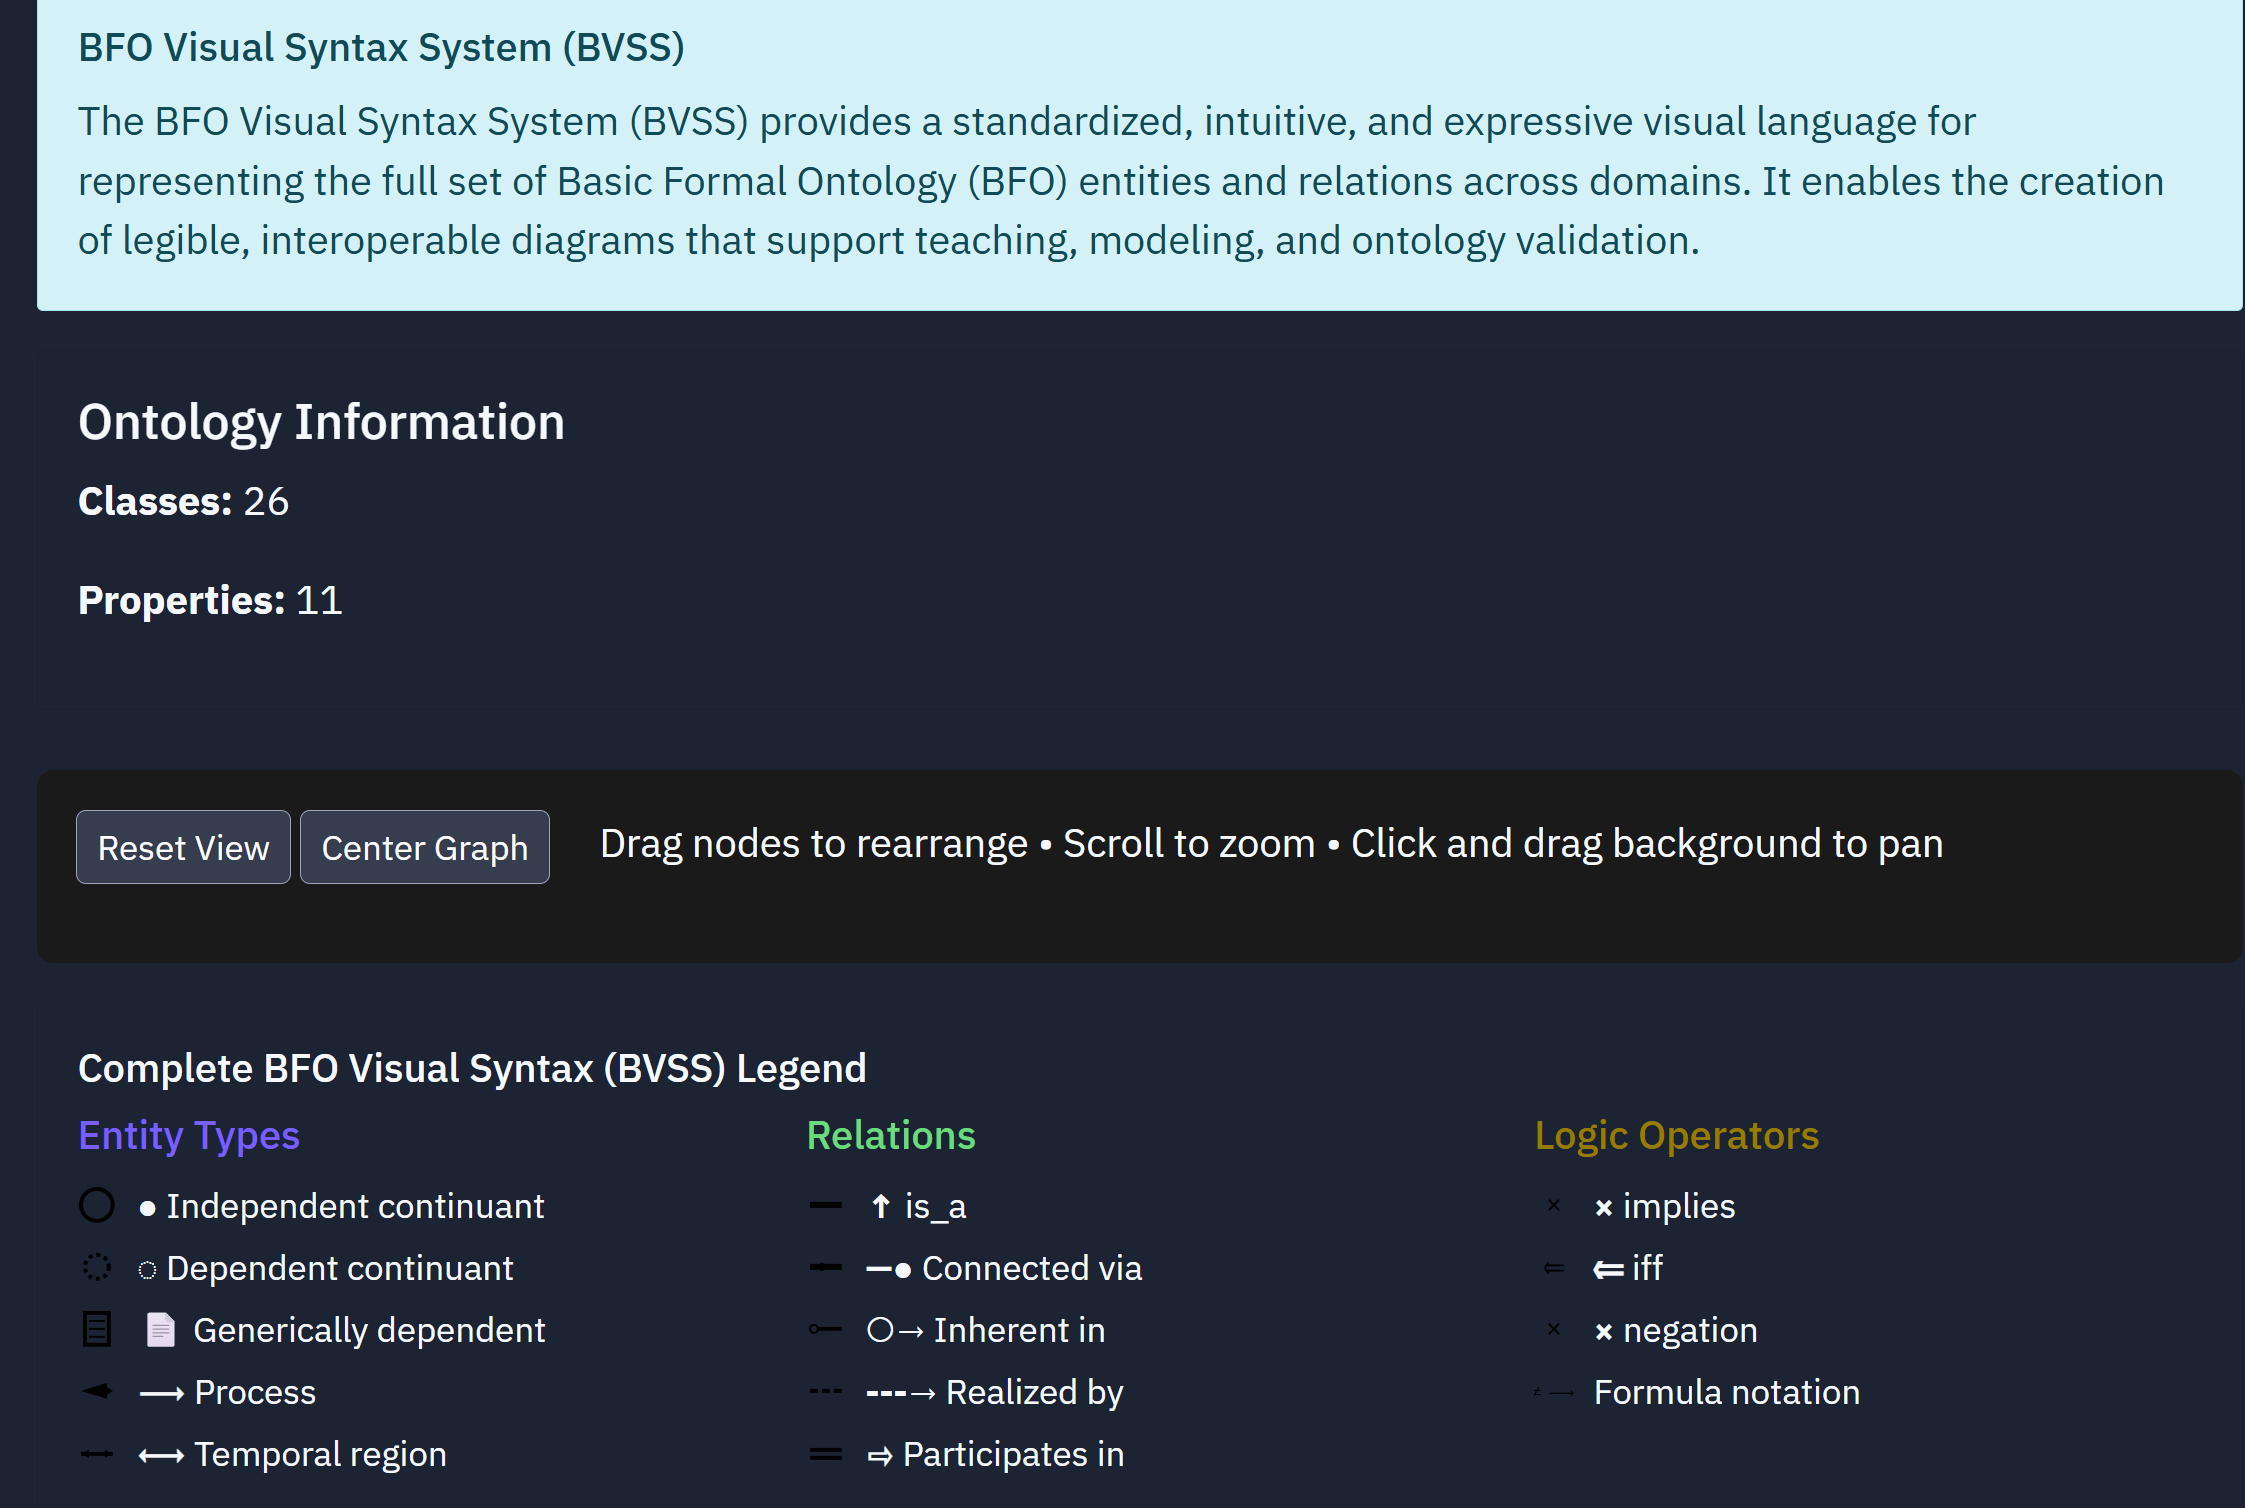 BFO Visual Syntax System (BVSS)
The BFO Visual Syntax System (BVSS) provides a standardized, intuitive, and expressive visual language for
representing the full set of Basic Formal Ontology (BFO) entities and relations across domains. It enables the creation
of legible, interoperable diagrams that support teaching, modeling, and ontology validation.
Ontology Information
Classes: 26
Properties: 11
Reset View
Center Graph
Drag nodes to rearrange • Scroll to zoom • Click and drag background to pan
Complete BFO Visual Syntax (BVSS) Legend
Entity Types
● Independent continuant
◌ Dependent continuant
📄 Generically dependent
⟶ Process
⟷ Temporal region
Relations
↑ is_a
—● Connected via
○→ Inherent in
---→ Realized by
⇨ Participates in
Logic Operators
× × implies
⇐ ⇐ iff
× × negation
≠ ⟶ Formula notation